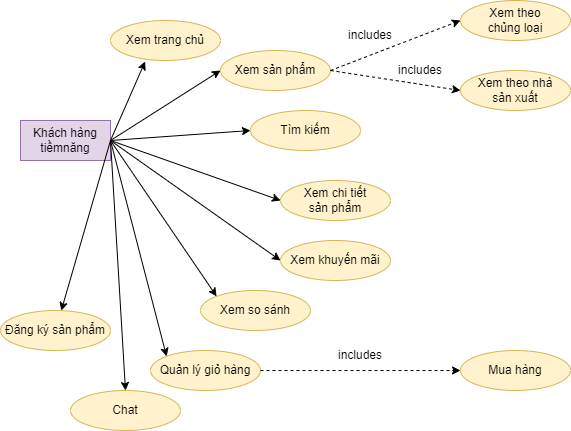 Xem theo
chủng loại
includes
Xem trang chủ
Xem sản phẩm
includes
Xem theo nhà
sản xuất
Khách hàng
tiềmnăng
Tìm kiếm
Xem chi tiết
sản phẩm
Xem khuyến mãi
Xem so sánh
Đăng ký sản phẩm
includes
Quản lý giỏ hàng
Mua háng
Chat